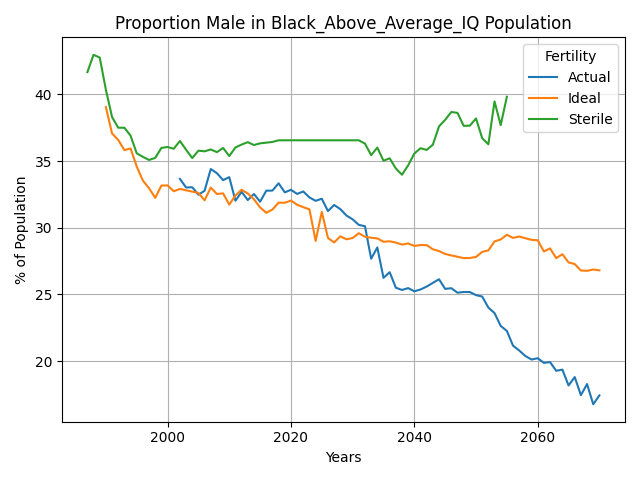 Proportion Male in Black_Above_Average_IQ Population
% of Population
40
35
30
25
20
Fertility
Actual
Ideal
Sterile
2000
2020
2040
2060
Years